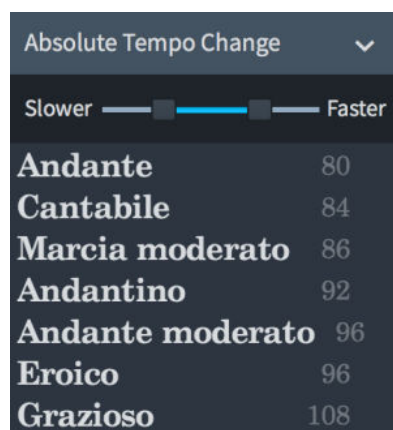 Absolute Tempo Change
Slower Faster
Andante 80
Cantabile 84
Marcia moderato 86
Andantino 92
Andante moderato 96
Eroico 96
Grazioso 108